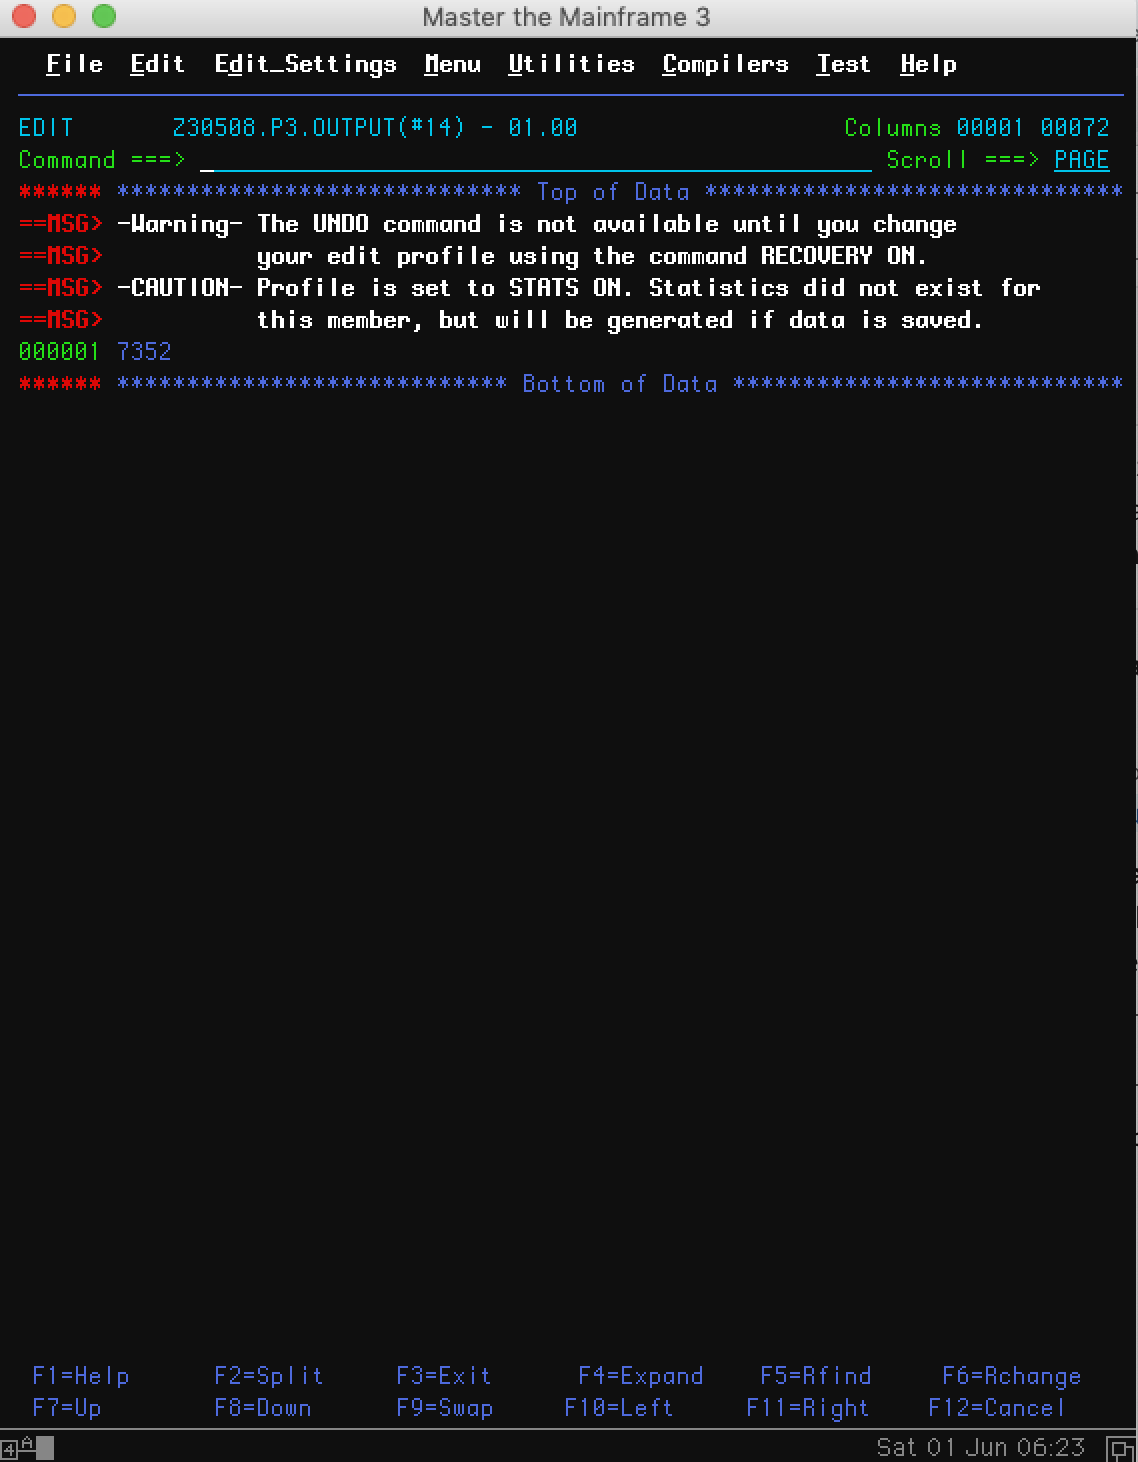 Master the Mainframe 3
File Edit Edit_Settings Menu Utilities Compilers Test Help
EDIT Z30508.P3.OUTPUT(#14) - 01.00 Columns 00001 00072
Command ===> Scroll ===> PAGE
****** ***************************** Top of Data ******************************
==MSG> -Warning- The UNDO command is not available until you change
==MSG> your edit profile using the command RECOVERY ON.
==MSG> -CAUTION- Profile is set to STATS ON. Statistics did not exist for
==MSG> this member, but will be generated if data is saved.
000001 7352
****** **************************** Bottom of Data ****************************
F1=Help F2=Split F3=Exit F4=Expand F5=Rfind F6=Rchange
F7=Up F8=Down F9=Swap F10=Left F11=Right F12=Cancel
4 A Sat 01 Jun 06:23